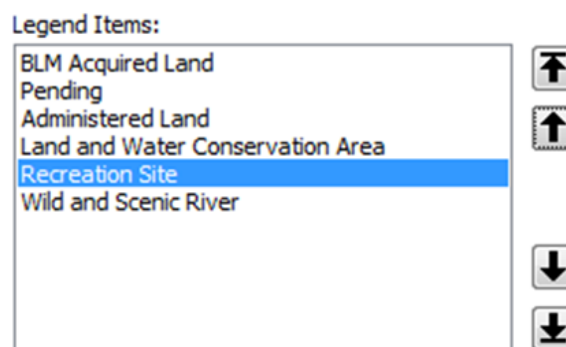 Legend Items:
BLM Acquired Land
Pending
Administered Land
Land and Water Conservation Area
Recreation Site
Wild and Scenic River